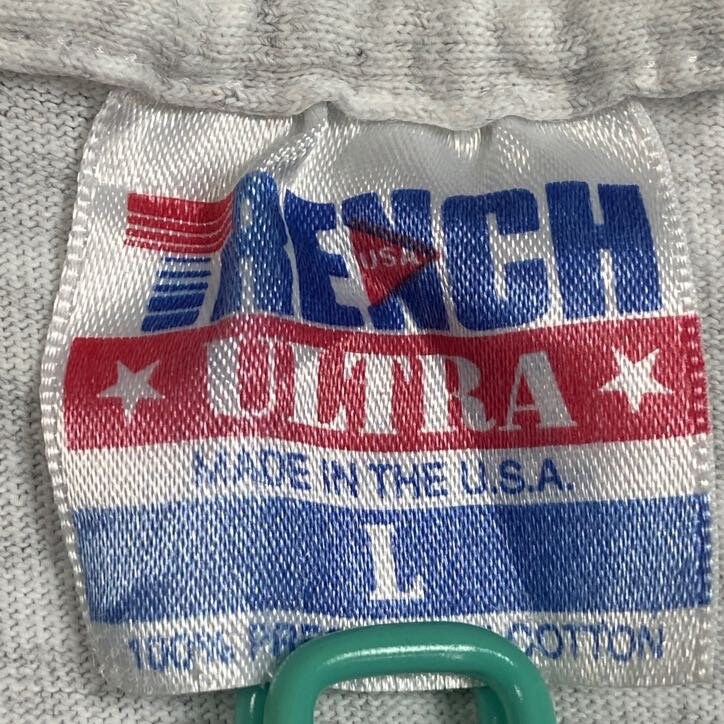 TRENCH
USA
ULTRA
MADE IN THE U.S.A.
L
100% COTTON